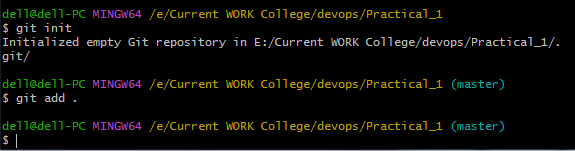 dell@dell-PC MINGW64 /e/Current WORK College/devops/Practical_1
$ git init
Initialized empty Git repository in E:/Current WORK College/devops/Practical_1/.
git/
dell@dell-PC MINGW64 /e/Current WORK College/devops/Practical_1 (master)
$ git add .
dell@dell-PC MINGW64 /e/Current WORK College/devops/Practical_1 (master)
$